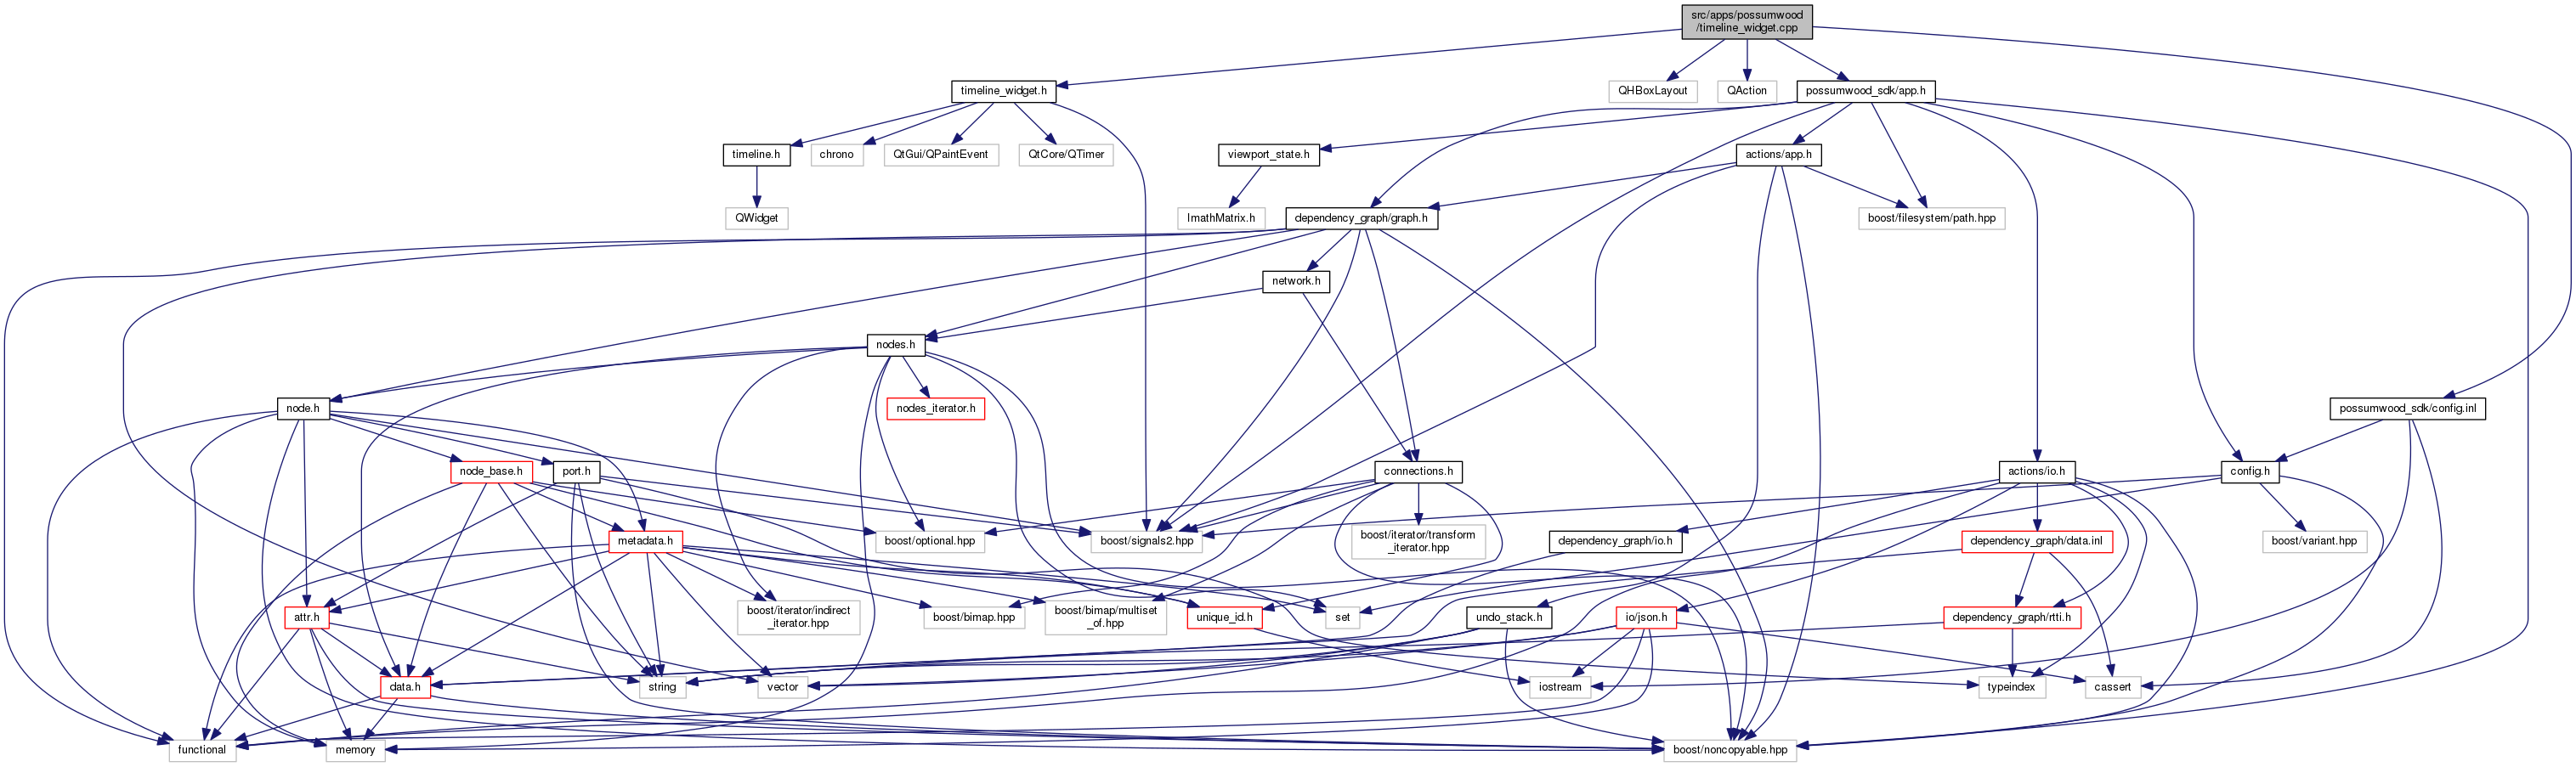 src/apps/possumwood
/timeline_widget.cpp
timeline_widget.h
QHBoxLayout
QAction
possumwood_sdk/app.h
timeline.h
chrono
QtGui/QPaintEvent
QtCore/QTimer
viewport_state.h
actions/app.h
QWidget
ImathMatrix.h
dependency_graph/graph.h
boost/filesystem/path.hpp
network.h
nodes.h
node.h
nodes_iterator.h
possumwood_sdk/config.inl
node_base.h
port.h
connections.h
actions/io.h
config.h
metadata.h
boost/optional.hpp
boost/signals2.hpp
boost/iterator/transform
_iterator.hpp
dependency_graph/io.h
dependency_graph/data.inl
boost/variant.hpp
attr.h
boost/iterator/indirect
_iterator.hpp
boost/bimap.hpp
boost/bimap/multiset
_of.hpp
unique_id.h
set
undo_stack.h
io/json.h
dependency_graph/rtti.h
data.h
string
vector
iostream
typeindex
cassert
functional
memory
boost/noncopyable.hpp